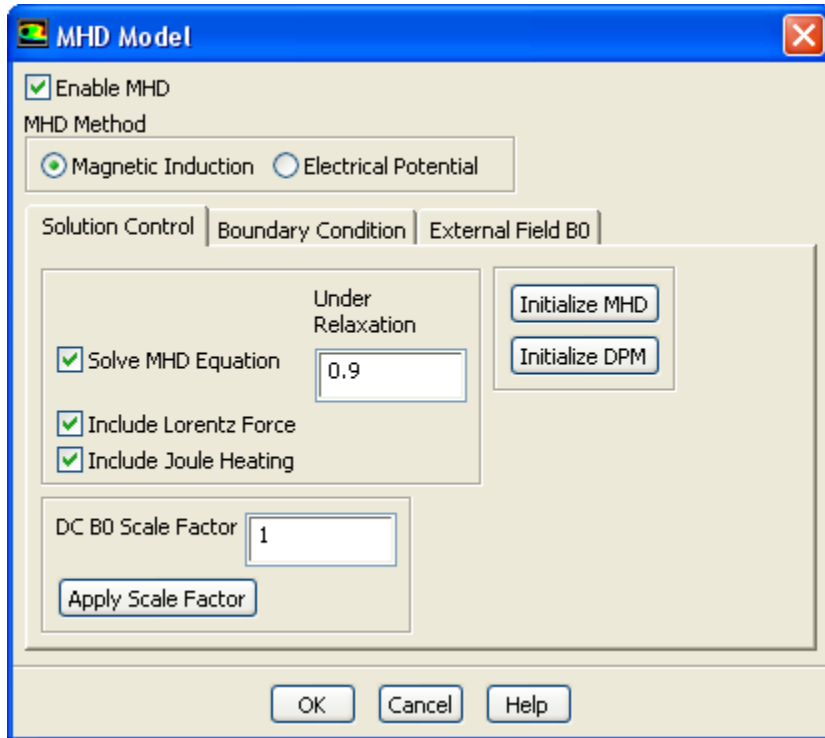 MHD Model
Enable MHD
MHD Method
Magnetic Induction Electrical Potential
Solution Control Boundary Condition External Field B0
Under
Relaxation
Solve MHD Equation 0.9
Include Lorentz Force
Include Joule Heating
Initialize MHD
Initialize DPM
DC B0 Scale Factor 1
Apply Scale Factor
OK Cancel Help